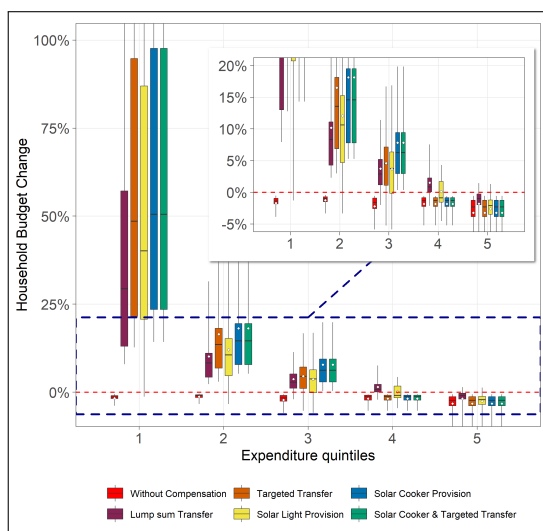 Household Budget Change
100%
75%
50%
25%
0%
20%
15%
10%
5%
0%
-5%
1 2 3 4 5
1 2 3 4 5
Expenditure quintiles
Without Compensation Targeted Transfer Solar Cooker Provision
Lump sum Transfer Solar Light Provision Solar Cooker & Targeted Transfer